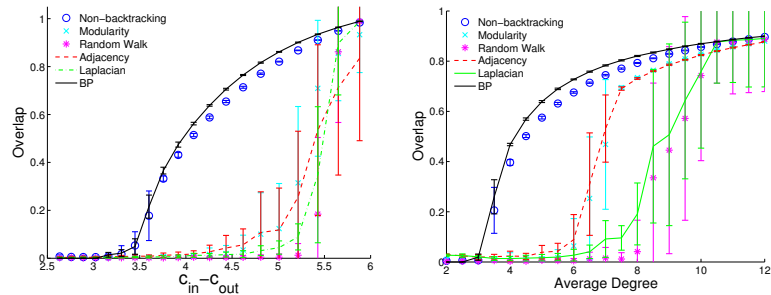 1
0.8
0.6
0.4
0.2
0
Overlap
2.5 3 3.5 4 4.5 5 5.5 6
c_in−c_out
Non−backtracking
Modularity
Random Walk
Adjacency
Laplacian
BP
1
0.8
0.6
0.4
0.2
0
Overlap
2 4 6 8 10 12
Average Degree
Non−backtracking
Modularity
Random Walk
Adjacency
Laplacian
BP